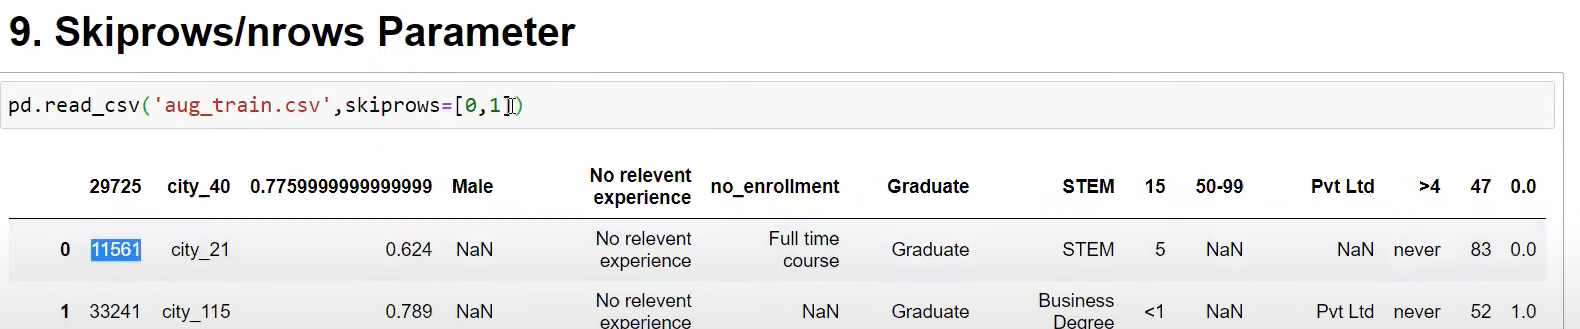 9. Skiprows/nrows Parameter
pd.read_csv('aug_train.csv',skiprows=[0,1])
29725 city_40 0.7759999999999999 Male No relevent experience no_enrollment Graduate STEM 15 50-99 Pvt Ltd >4 47 0.0
0 11561 city_21 0.624 NaN No relevent experience Full time course Graduate STEM 5 NaN NaN never 83 0.0
1 33241 city_115 0.789 NaN No relevent experience NaN Graduate Business Degree <1 NaN Pvt Ltd never 52 1.0